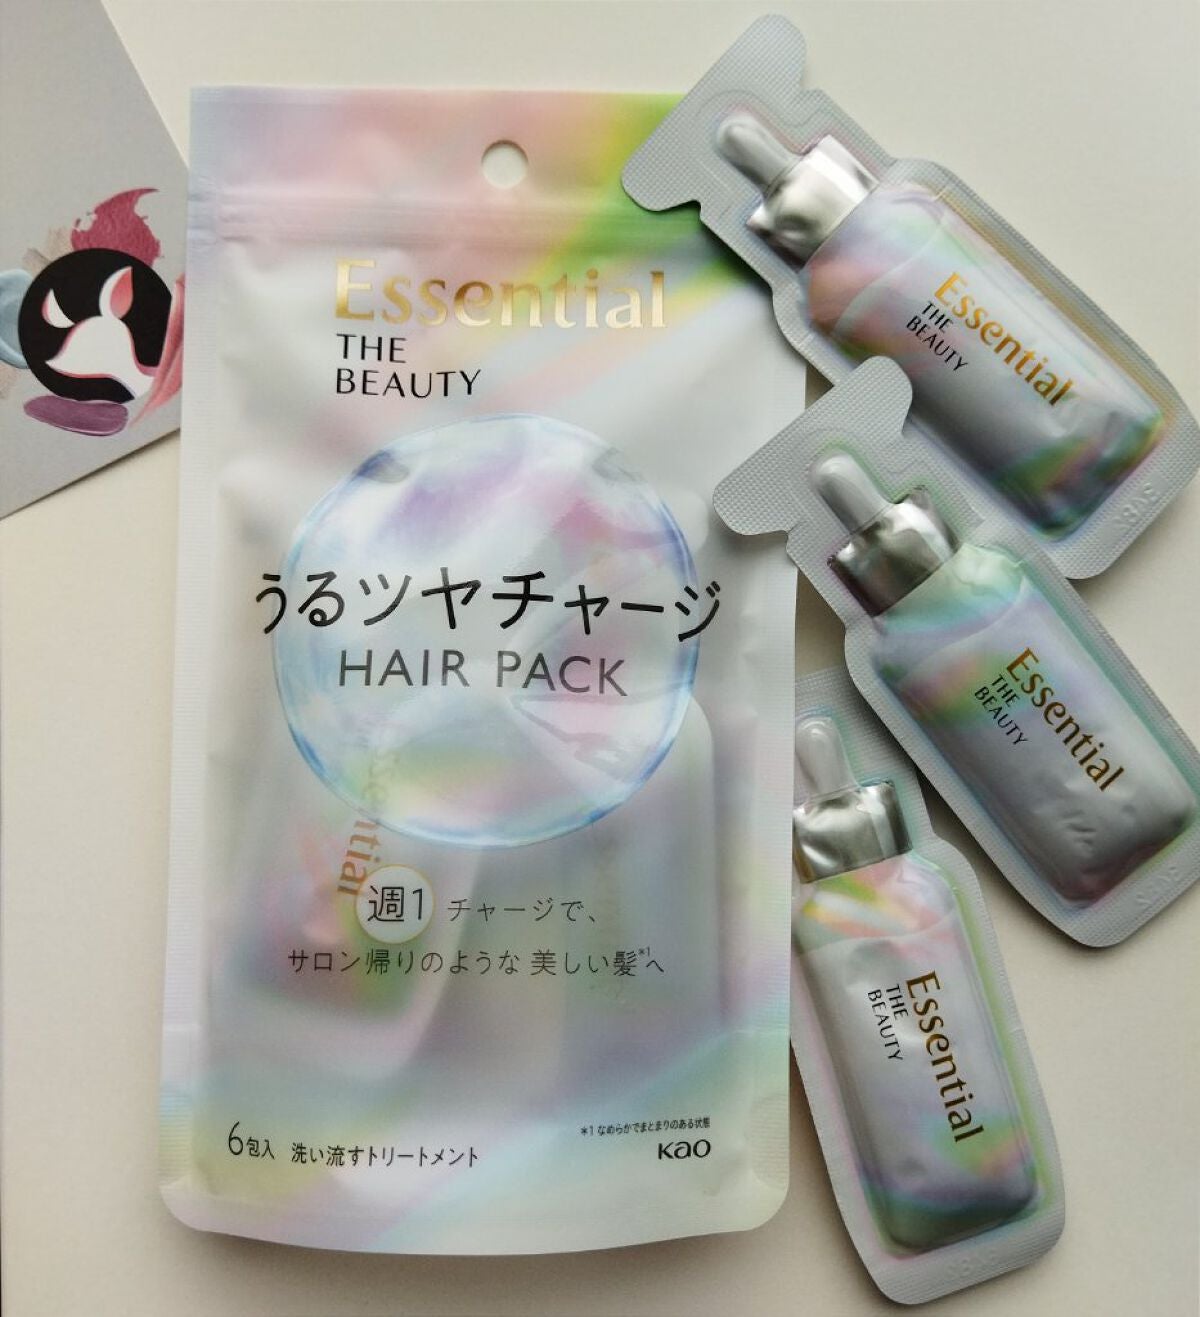 Essential
THE
BEAUTY
うるツヤチャージ
HAIR PACK
週1 チャージで、
サロン帰りのような 美しい髪*1へ
6包入 洗い流すトリートメント
*1 なめらかでまとまりのある状態
Kao
Essential
THE
BEAUTY
Essential
THE
BEAUTY
Essential
THE
BEAUTY